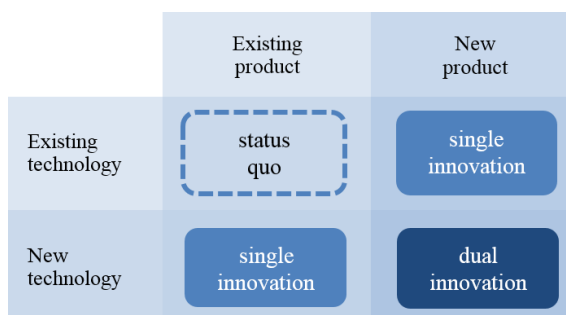 Existing
product
New
product
Existing
technology
status
quo
single
innovation
New
technology
single
innovation
dual
innovation